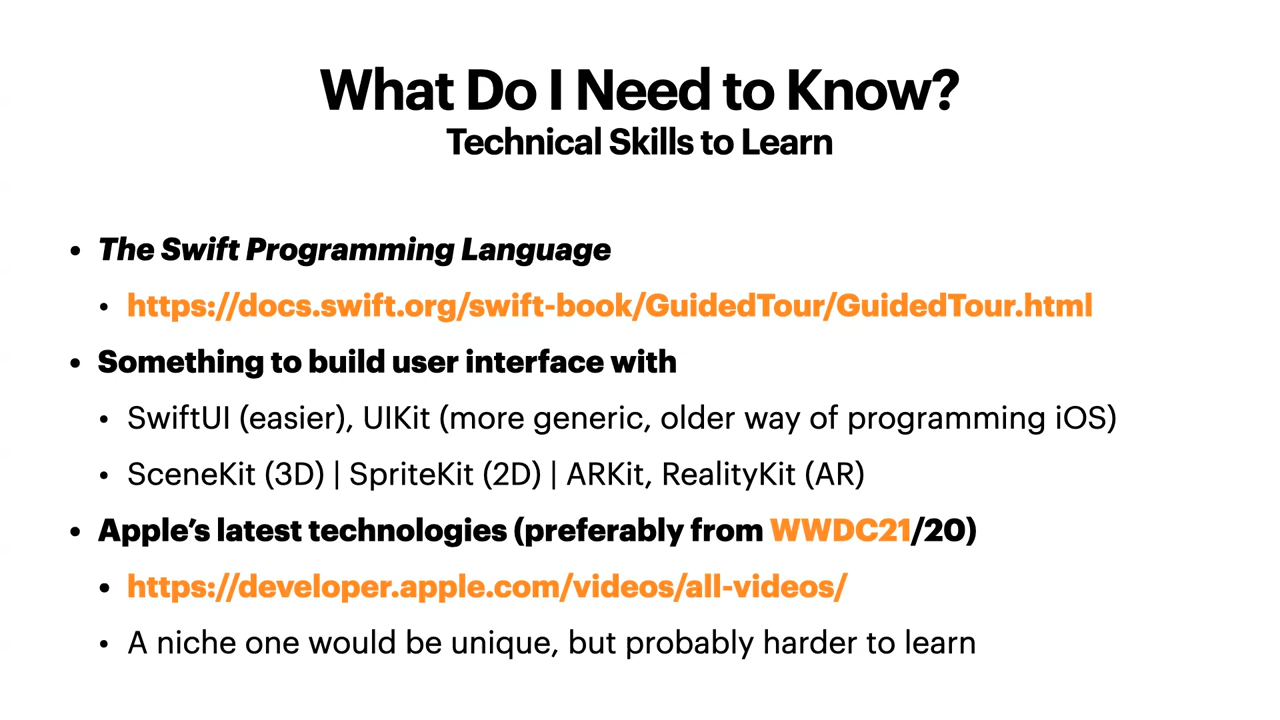 What Do I Need to Know?
Technical Skills to Learn
• The Swift Programming Language
• https://docs.swift.org/swift-book/GuidedTour/GuidedTour.html
• Something to build user interface with
• SwiftUI (easier), UIKit (more generic, older way of programming iOS)
• SceneKit (3D) | SpriteKit (2D) | ARKit, RealityKit (AR)
• Apple’s latest technologies (preferably from WWDC21/20)
• https://developer.apple.com/videos/all-videos/
• A niche one would be unique, but probably harder to learn